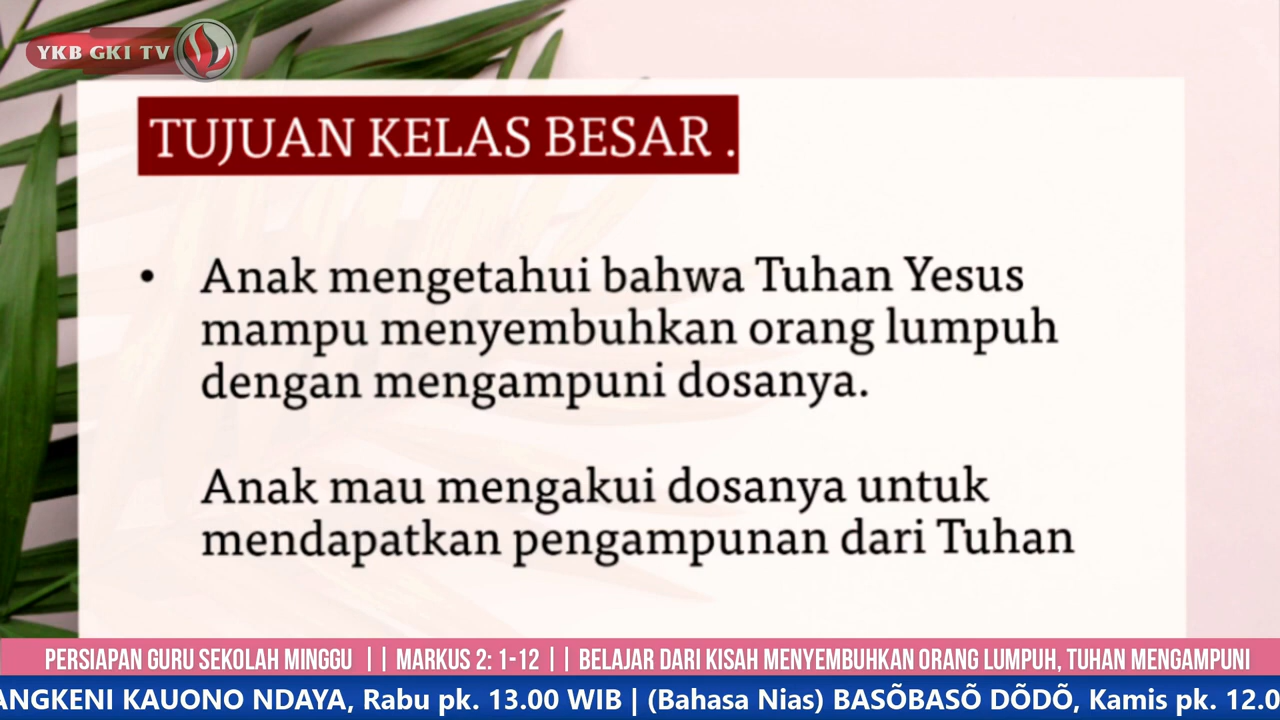 YKB GKI TV
TUJUAN KELAS BESAR .
• Anak mengetahui bahwa Tuhan Yesus
mampu menyembuhkan orang lumpuh
dengan mengampuni dosanya.
Anak mau mengakui dosanya untuk
mendapatkan pengampunan dari Tuhan
PERSIAPAN GURU SEKOLAH MINGGU || MARKUS 2: 1-12 || BELAJAR DARI KISAH MENYEMBUHKAN ORANG LUMPUH, TUHAN MENGAMPUNI
ANGKENI KAUONO NDAYA, Rabu pk. 13.00 WIB | (Bahasa Nias) BASÕBASÕ DÕDÕ, Kamis pk. 12.0